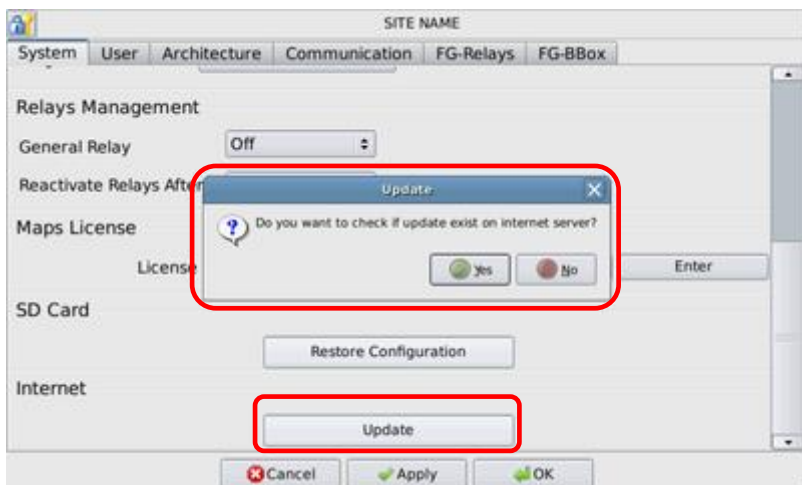 SITE NAME
System User Architecture Communication FG-Relays FG-BBox
Relays Management
General Relay Off
Reactivate Relays After
Update
Do you want to check if update exist on internet server?
Yes No
Maps License
License Enter
SD Card
Restore Configuration
Internet
Update
Cancel Apply OK